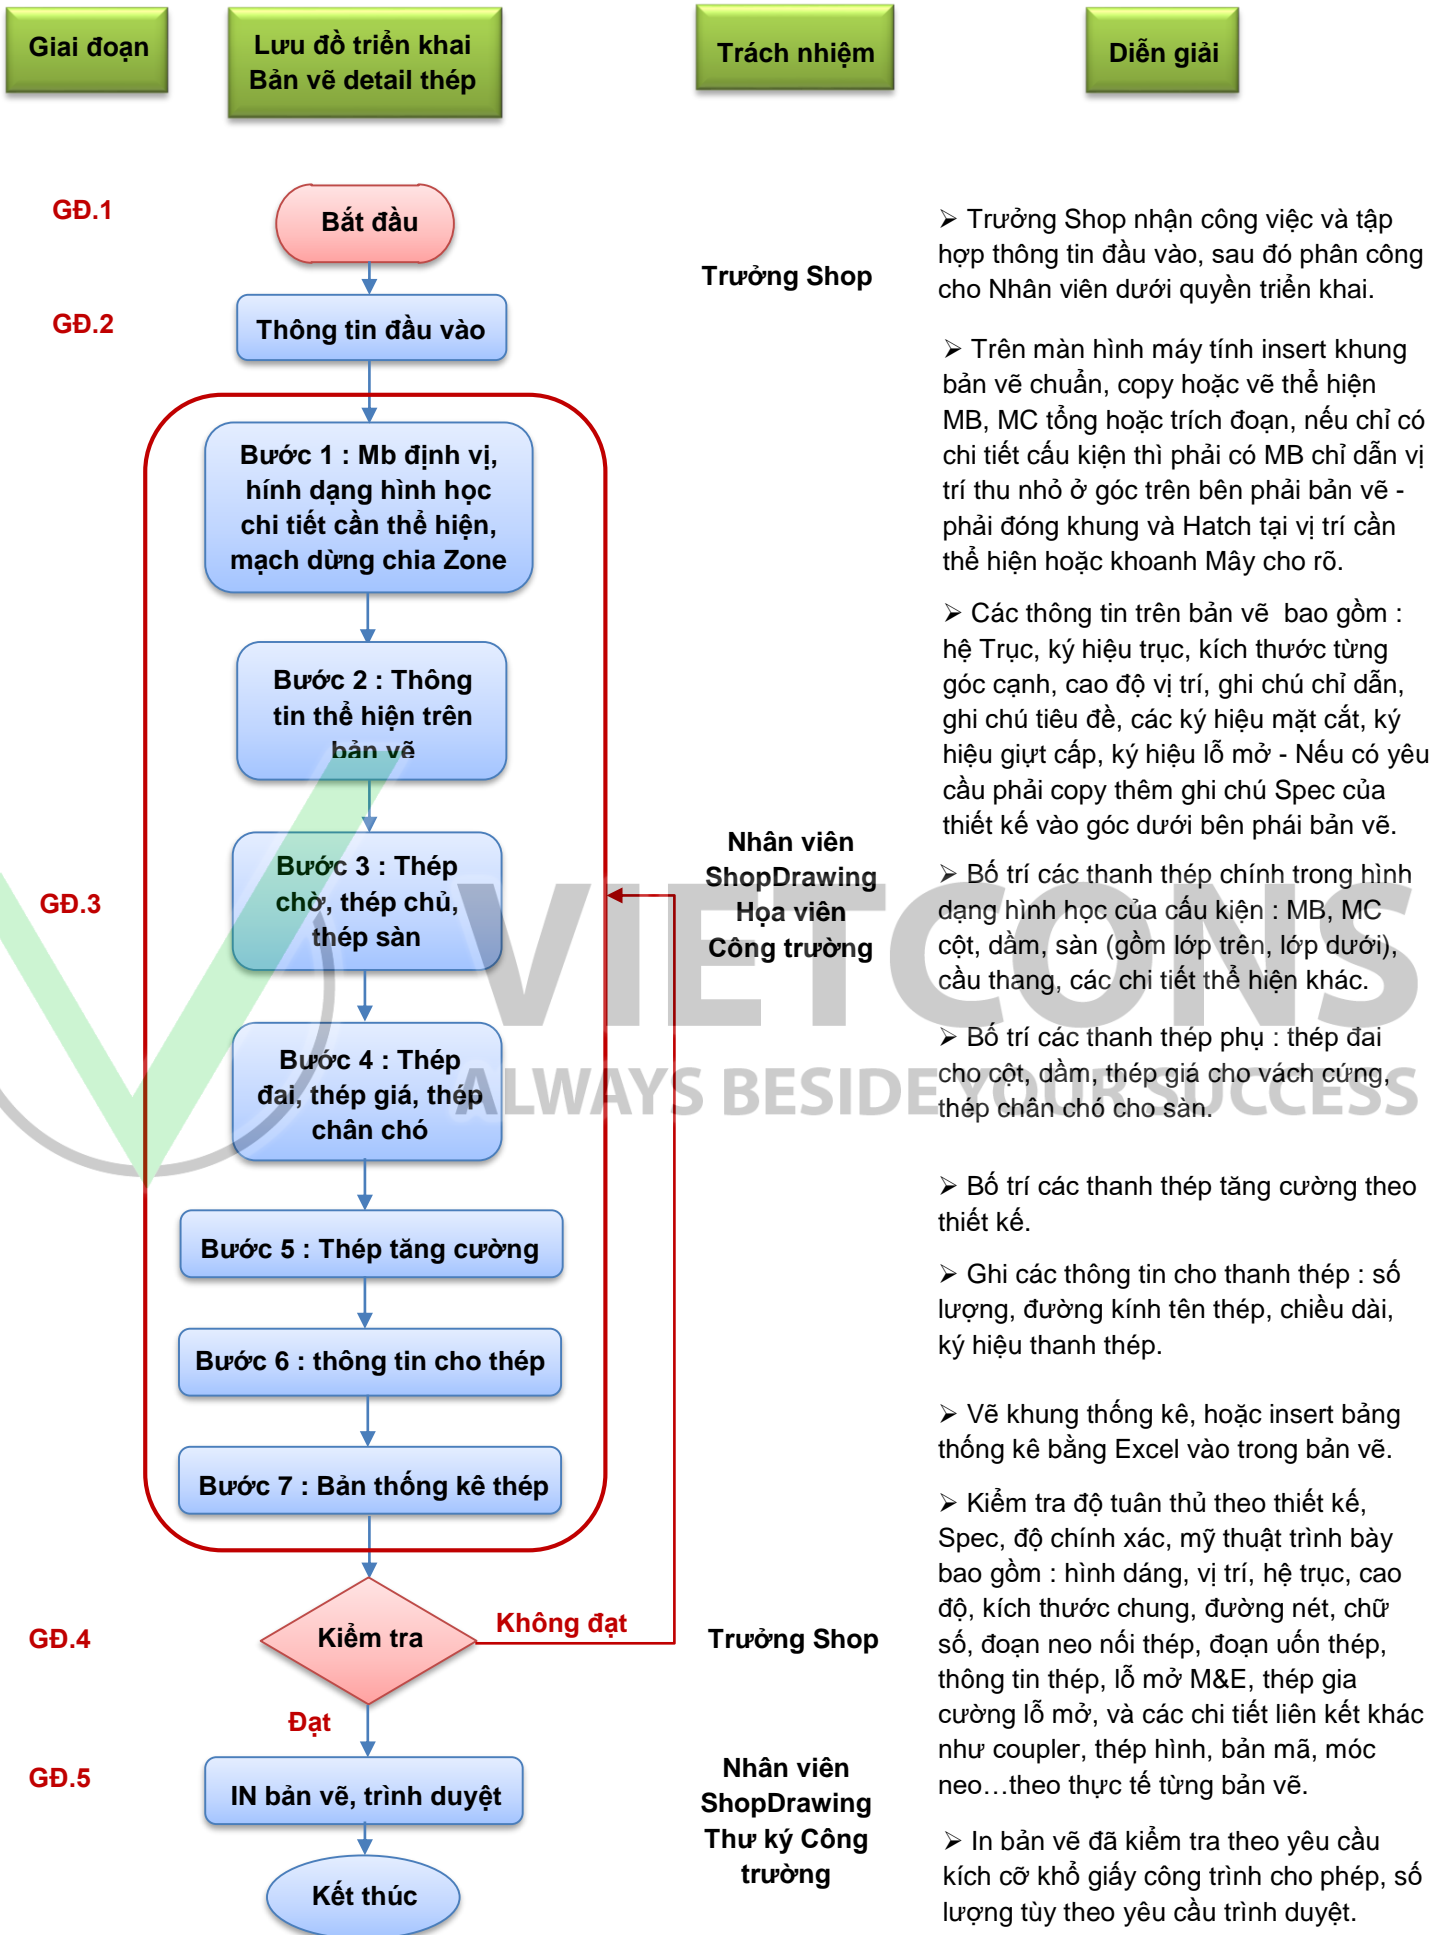 Giai đoạn
Lưu đồ triển khai
Bản vẽ detail thép
Trách nhiệm
Diễn giải
GĐ.1
Bắt đầu
GĐ.2
Thông tin đầu vào
Trưởng Shop
➢ Trưởng Shop nhận công việc và tập
hợp thông tin đầu vào, sau đó phân công
cho Nhân viên dưới quyền triển khai.
GĐ.3
Bước 1 : Mb định vị,
hính dạng hình học
chi tiết cần thể hiện,
mạch dừng chia Zone
➢ Trên màn hình máy tính insert khung
bản vẽ chuẩn, copy hoặc vẽ thể hiện
MB, MC tổng hoặc trích đoạn, nếu chỉ có
chi tiết cấu kiện thì phải có MB chỉ dẫn vị
trí thu nhỏ ở góc trên bên phải bản vẽ -
phải đóng khung và Hatch tại vị trí cần
thể hiện hoặc khoanh Mây cho rõ.
Bước 2 : Thông
tin thể hiện trên
bản vẽ
➢ Các thông tin trên bản vẽ bao gồm :
hệ Trục, ký hiệu trục, kích thước từng
góc cạnh, cao độ vị trí, ghi chú chỉ dẫn,
ghi chú tiêu đề, các ký hiệu mặt cắt, ký
hiệu giựt cấp, ký hiệu lỗ mở - Nếu có yêu
cầu phải copy thêm ghi chú Spec của
thiết kế vào góc dưới bên phái bản vẽ.
Nhân viên
ShopDrawing
Họa viên
Công trường
Bước 3 : Thép
chờ, thép chủ,
thép sàn
➢ Bố trí các thanh thép chính trong hình
dạng hình học của cấu kiện : MB, MC
cột, dầm, sàn (gồm lớp trên, lớp dưới),
cầu thang, các chi tiết thể hiện khác.
VIETCONS
ALWAYS BESIDE YOUR SUCCESS
Bước 4 : Thép
đai, thép giá, thép
chân chó
➢ Bố trí các thanh thép phụ : thép đai
cho cột, dầm, thép giá cho vách cứng,
thép chân chó cho sàn.
Bước 5 : Thép tăng cường
➢ Bố trí các thanh thép tăng cường theo
thiết kế.
Bước 6 : thông tin cho thép
➢ Ghi các thông tin cho thanh thép : số
lượng, đường kính tên thép, chiều dài,
ký hiệu thanh thép.
Bước 7 : Bản thống kê thép
➢ Vẽ khung thống kê, hoặc insert bảng
thống kê bằng Excel vào trong bản vẽ.
GĐ.4
Kiểm tra
Không đạt
Đạt
Trưởng Shop
➢ Kiểm tra độ tuân thủ theo thiết kế,
Spec, độ chính xác, mỹ thuật trình bày
bao gồm : hình dáng, vị trí, hệ trục, cao
độ, kích thước chung, đường nét, chữ
số, đoạn neo nối thép, đoạn uốn thép,
thông tin thép, lỗ mở M&E, thép gia
cường lỗ mở, và các chi tiết liên kết khác
như coupler, thép hình, bản mã, móc
neo…theo thực tế từng bản vẽ.
GĐ.5
IN bản vẽ, trình duyệt
Kết thúc
Nhân viên
ShopDrawing
Thư ký Công
trường
➢ In bản vẽ đã kiểm tra theo yêu cầu
kích cỡ khổ giấy công trình cho phép, số
lượng tùy theo yêu cầu trình duyệt.